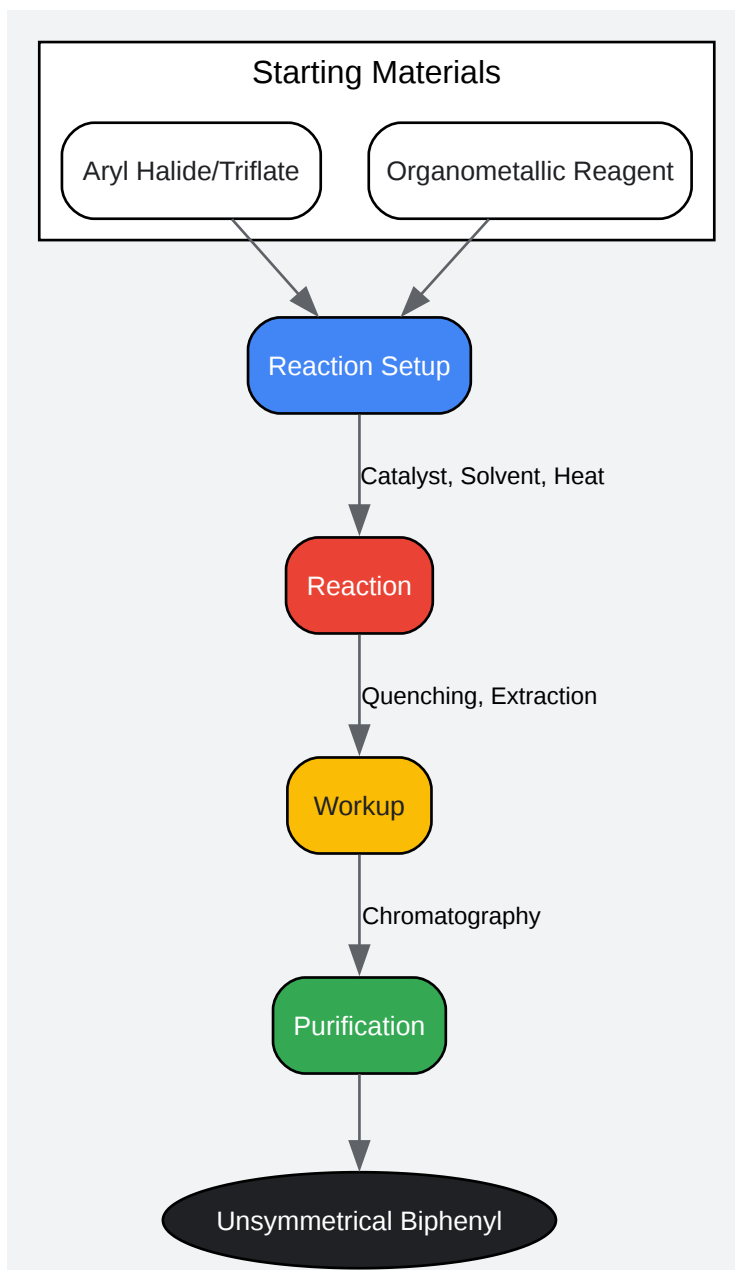 Starting Materials
Aryl Halide/Triflate
Organometallic Reagent
Reaction Setup
Catalyst, Solvent, Heat
Reaction
Quenching, Extraction
Workup
Chromatography
Purification
Unsymmetrical Biphenyl